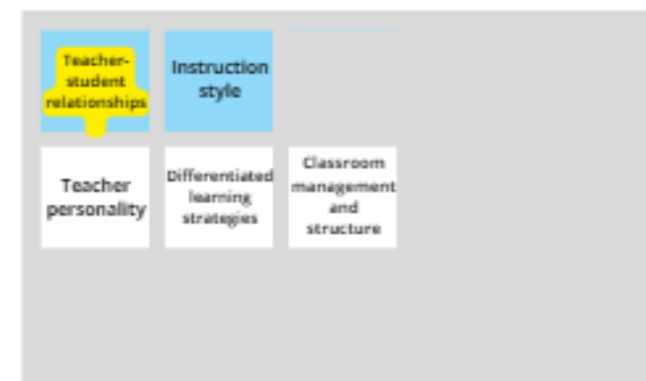 Teacher-
student
relationships
Instruction
style
Teacher
personality
Differentiated
learning
strategies
Classroom
management
and
structure